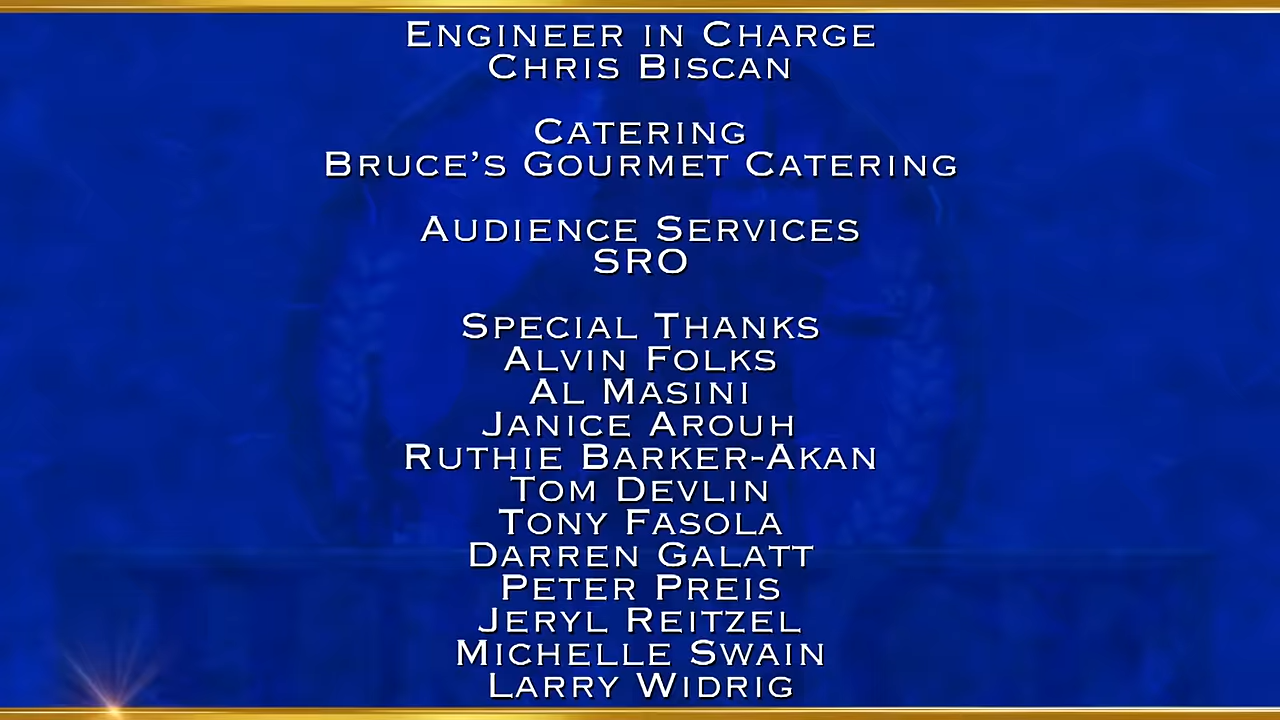 Engineer in Charge
Chris Biscan
Catering
Bruce's Gourmet Catering
Audience Services
SRO
Special Thanks
Alvin Folks
Al Masini
Janice Arouh
Ruthie Barker-Akan
Tom Devlin
Tony Fasola
Darren Galatt
Peter Preis
Jeryl Reitzel
Michelle Swain
Larry Widrig